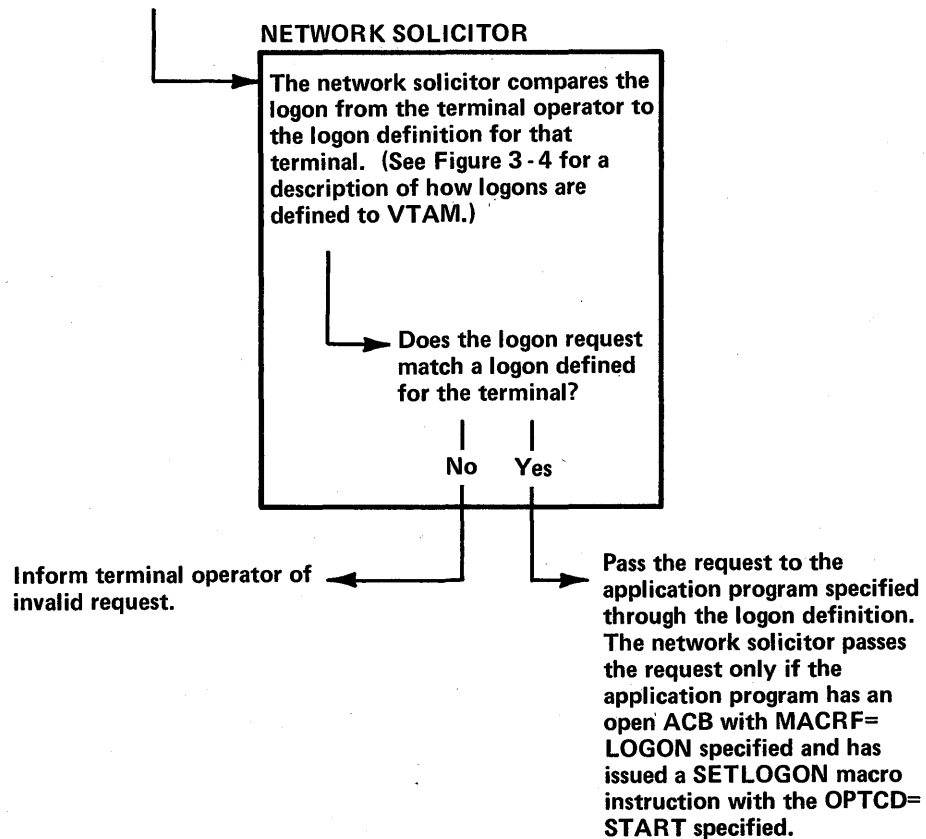 NETWORK SOLICITOR
The network solicitor compares the
logon from the terminal operator to
the logon definition for that
terminal. (See Figure 3 - 4 for a
description of how logons are
defined to VTAM.)
Does the logon request
match a logon defined
for the terminal?
No Yes
Inform terminal operator of
invalid request.
Pass the request to the
application program specified
through the logon definition.
The network solicitor passes
the request only if the
application program has an
open ACB with MACRF=
LOGON specified and has
issued a SETLOGON macro
instruction with the OPTCD=
START specified.